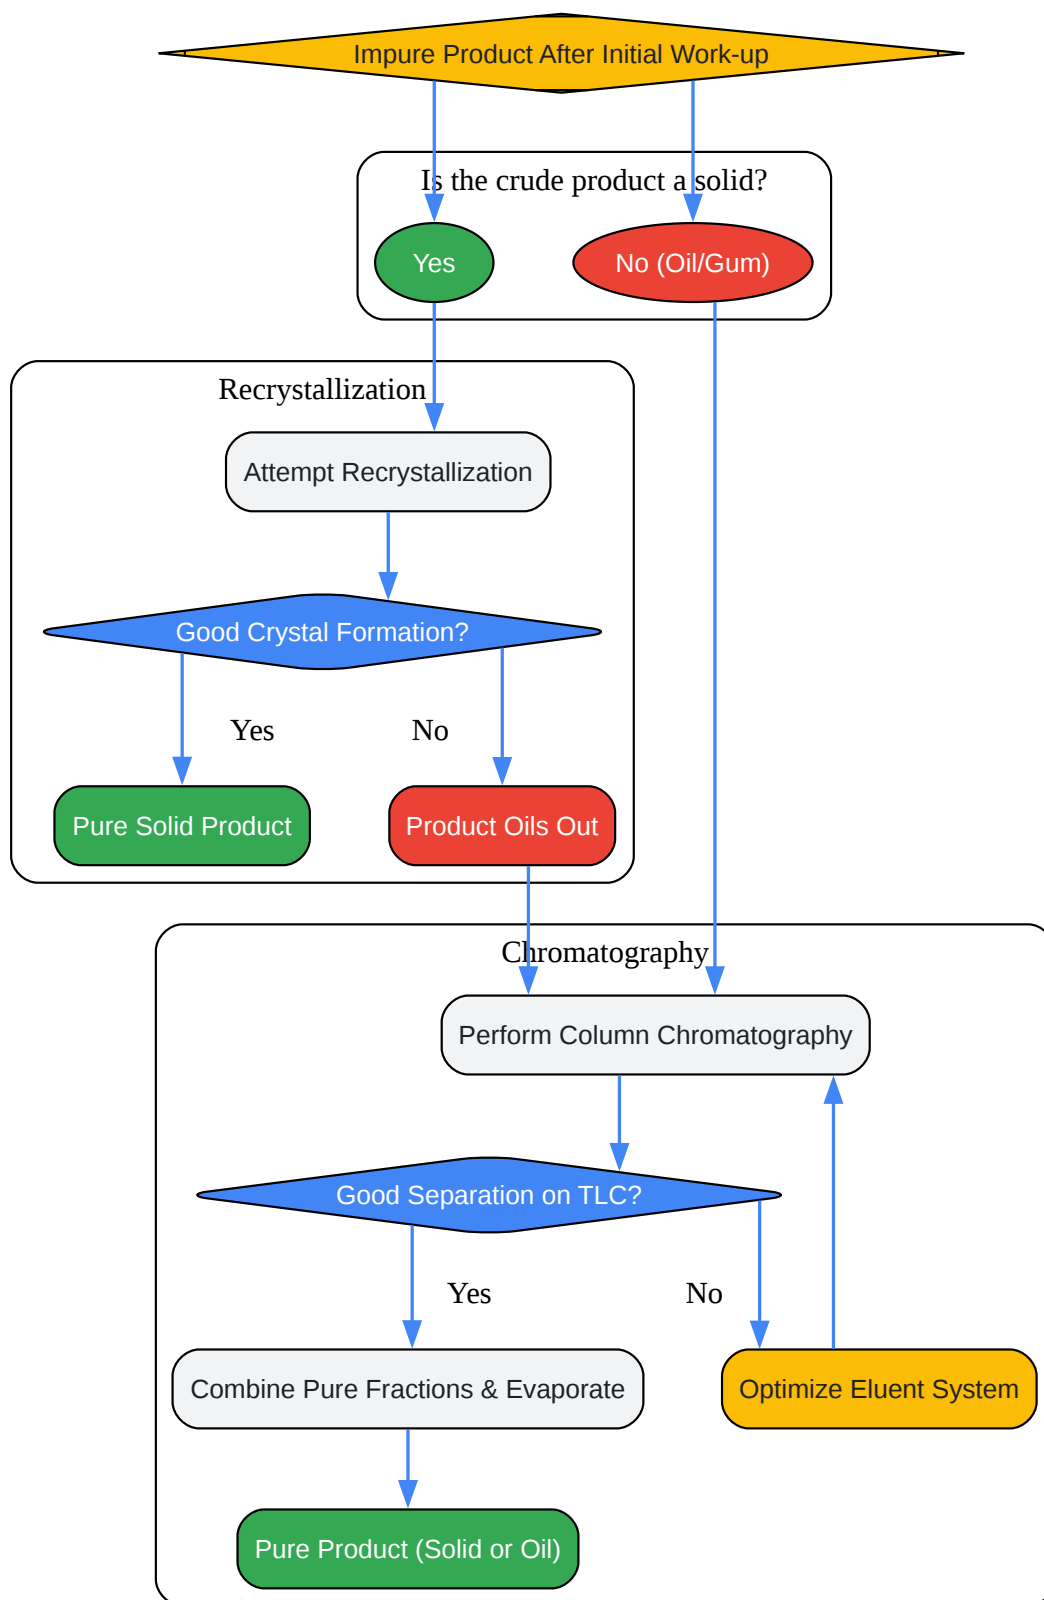 Impure Product After Initial Work-up
Is the crude product a solid?
Yes
No (Oil/Gum)
Recrystallization
Attempt Recrystallization
Good Crystal Formation?
Yes
No
Pure Solid Product
Product Oils Out
Chromatography
Perform Column Chromatography
Good Separation on TLC?
Yes
No
Combine Pure Fractions & Evaporate
Optimize Eluent System
Pure Product (Solid or Oil)